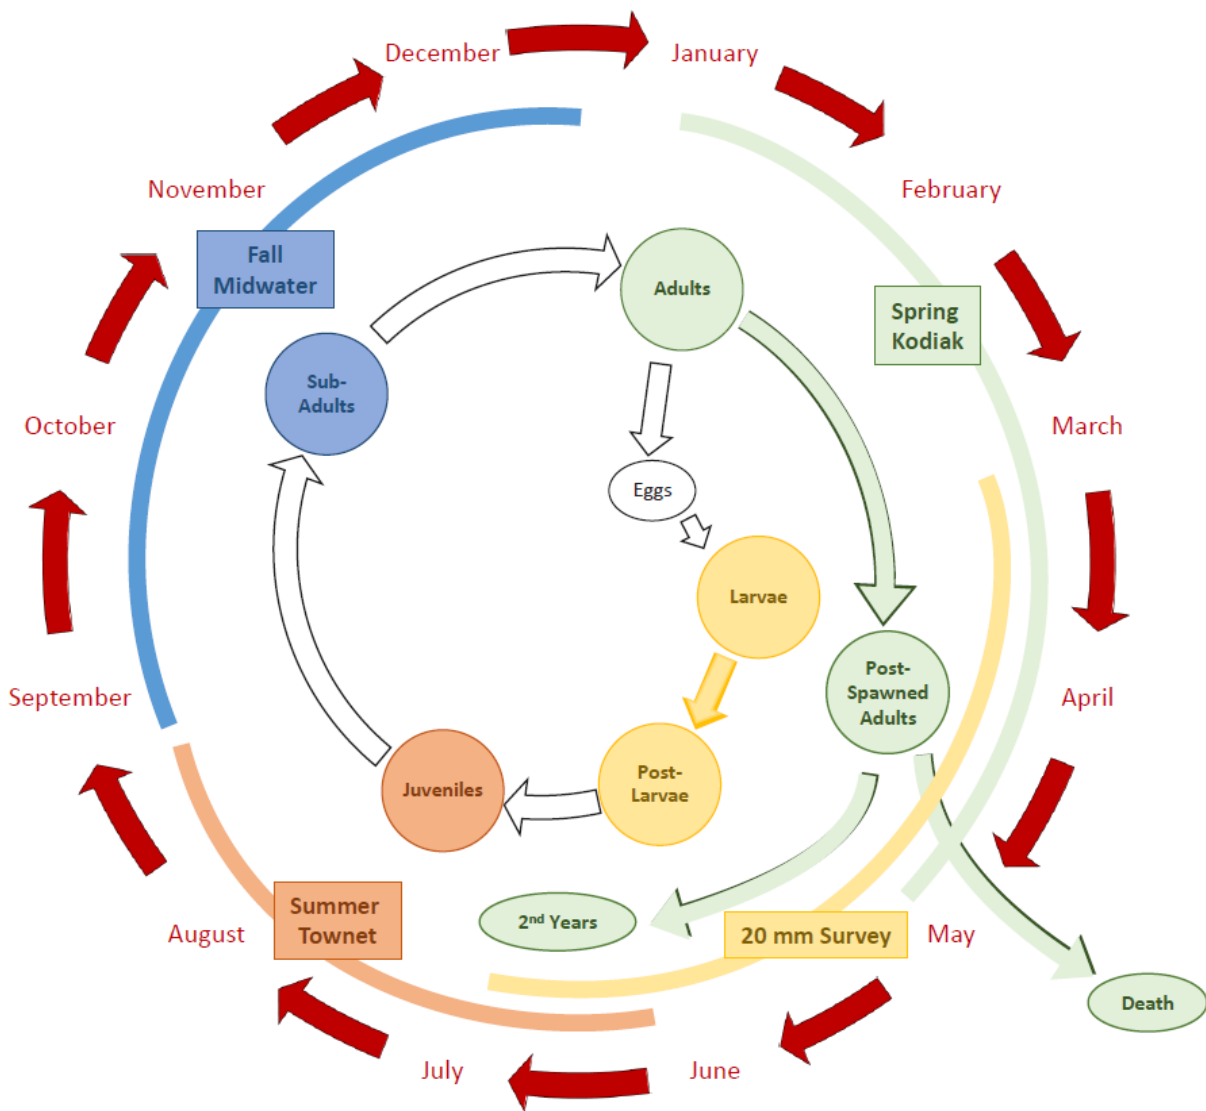 December
January
November
February
Fall
Midwater
Adults
Spring
Kodiak
Sub-
Adults
October
March
Eggs
Larvae
Post-
Spawned
Adults
September
April
Juveniles
Post-
Larvae
August
Summer
Townet
2nd Years
20 mm Survey
May
Death
July
June